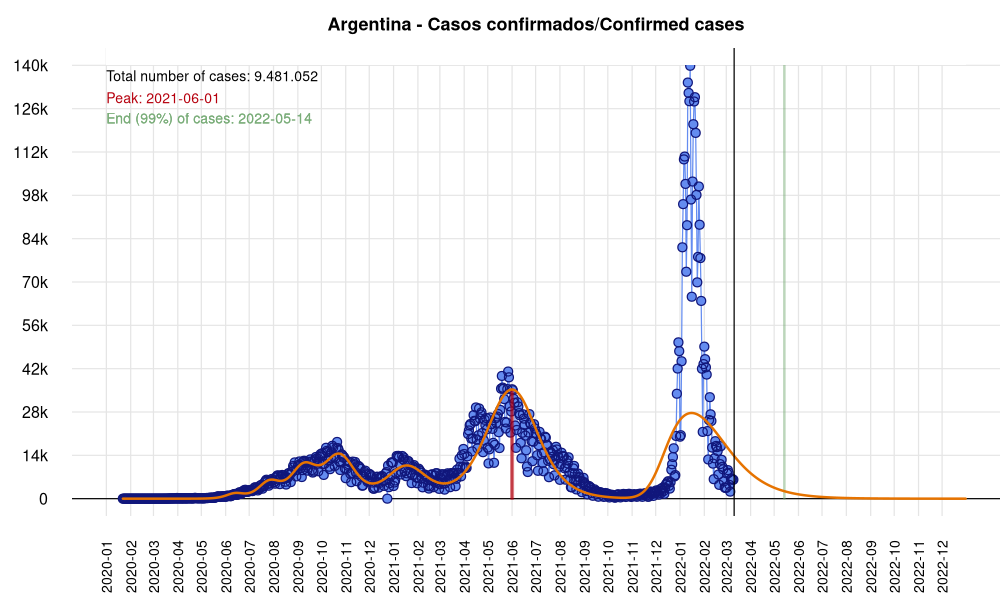 Argentina - Casos confirmados/Confirmed cases
140k
126k
112k
98k
84k
70k
56k
42k
28k
14k
0
Total number of cases: 9.481.052
Peak: 2021-06-01
End (99%) of cases: 2022-05-14
2020-01
2020-02
2020-03
2020-04
2020-05
2020-06
2020-07
2020-08
2020-09
2020-10
2020-11
2020-12
2021-01
2021-02
2021-03
2021-04
2021-05
2021-06
2021-07
2021-08
2021-09
2021-10
2021-11
2021-12
2022-01
2022-02
2022-03
2022-04
2022-05
2022-06
2022-07
2022-08
2022-09
2022-10
2022-11
2022-12